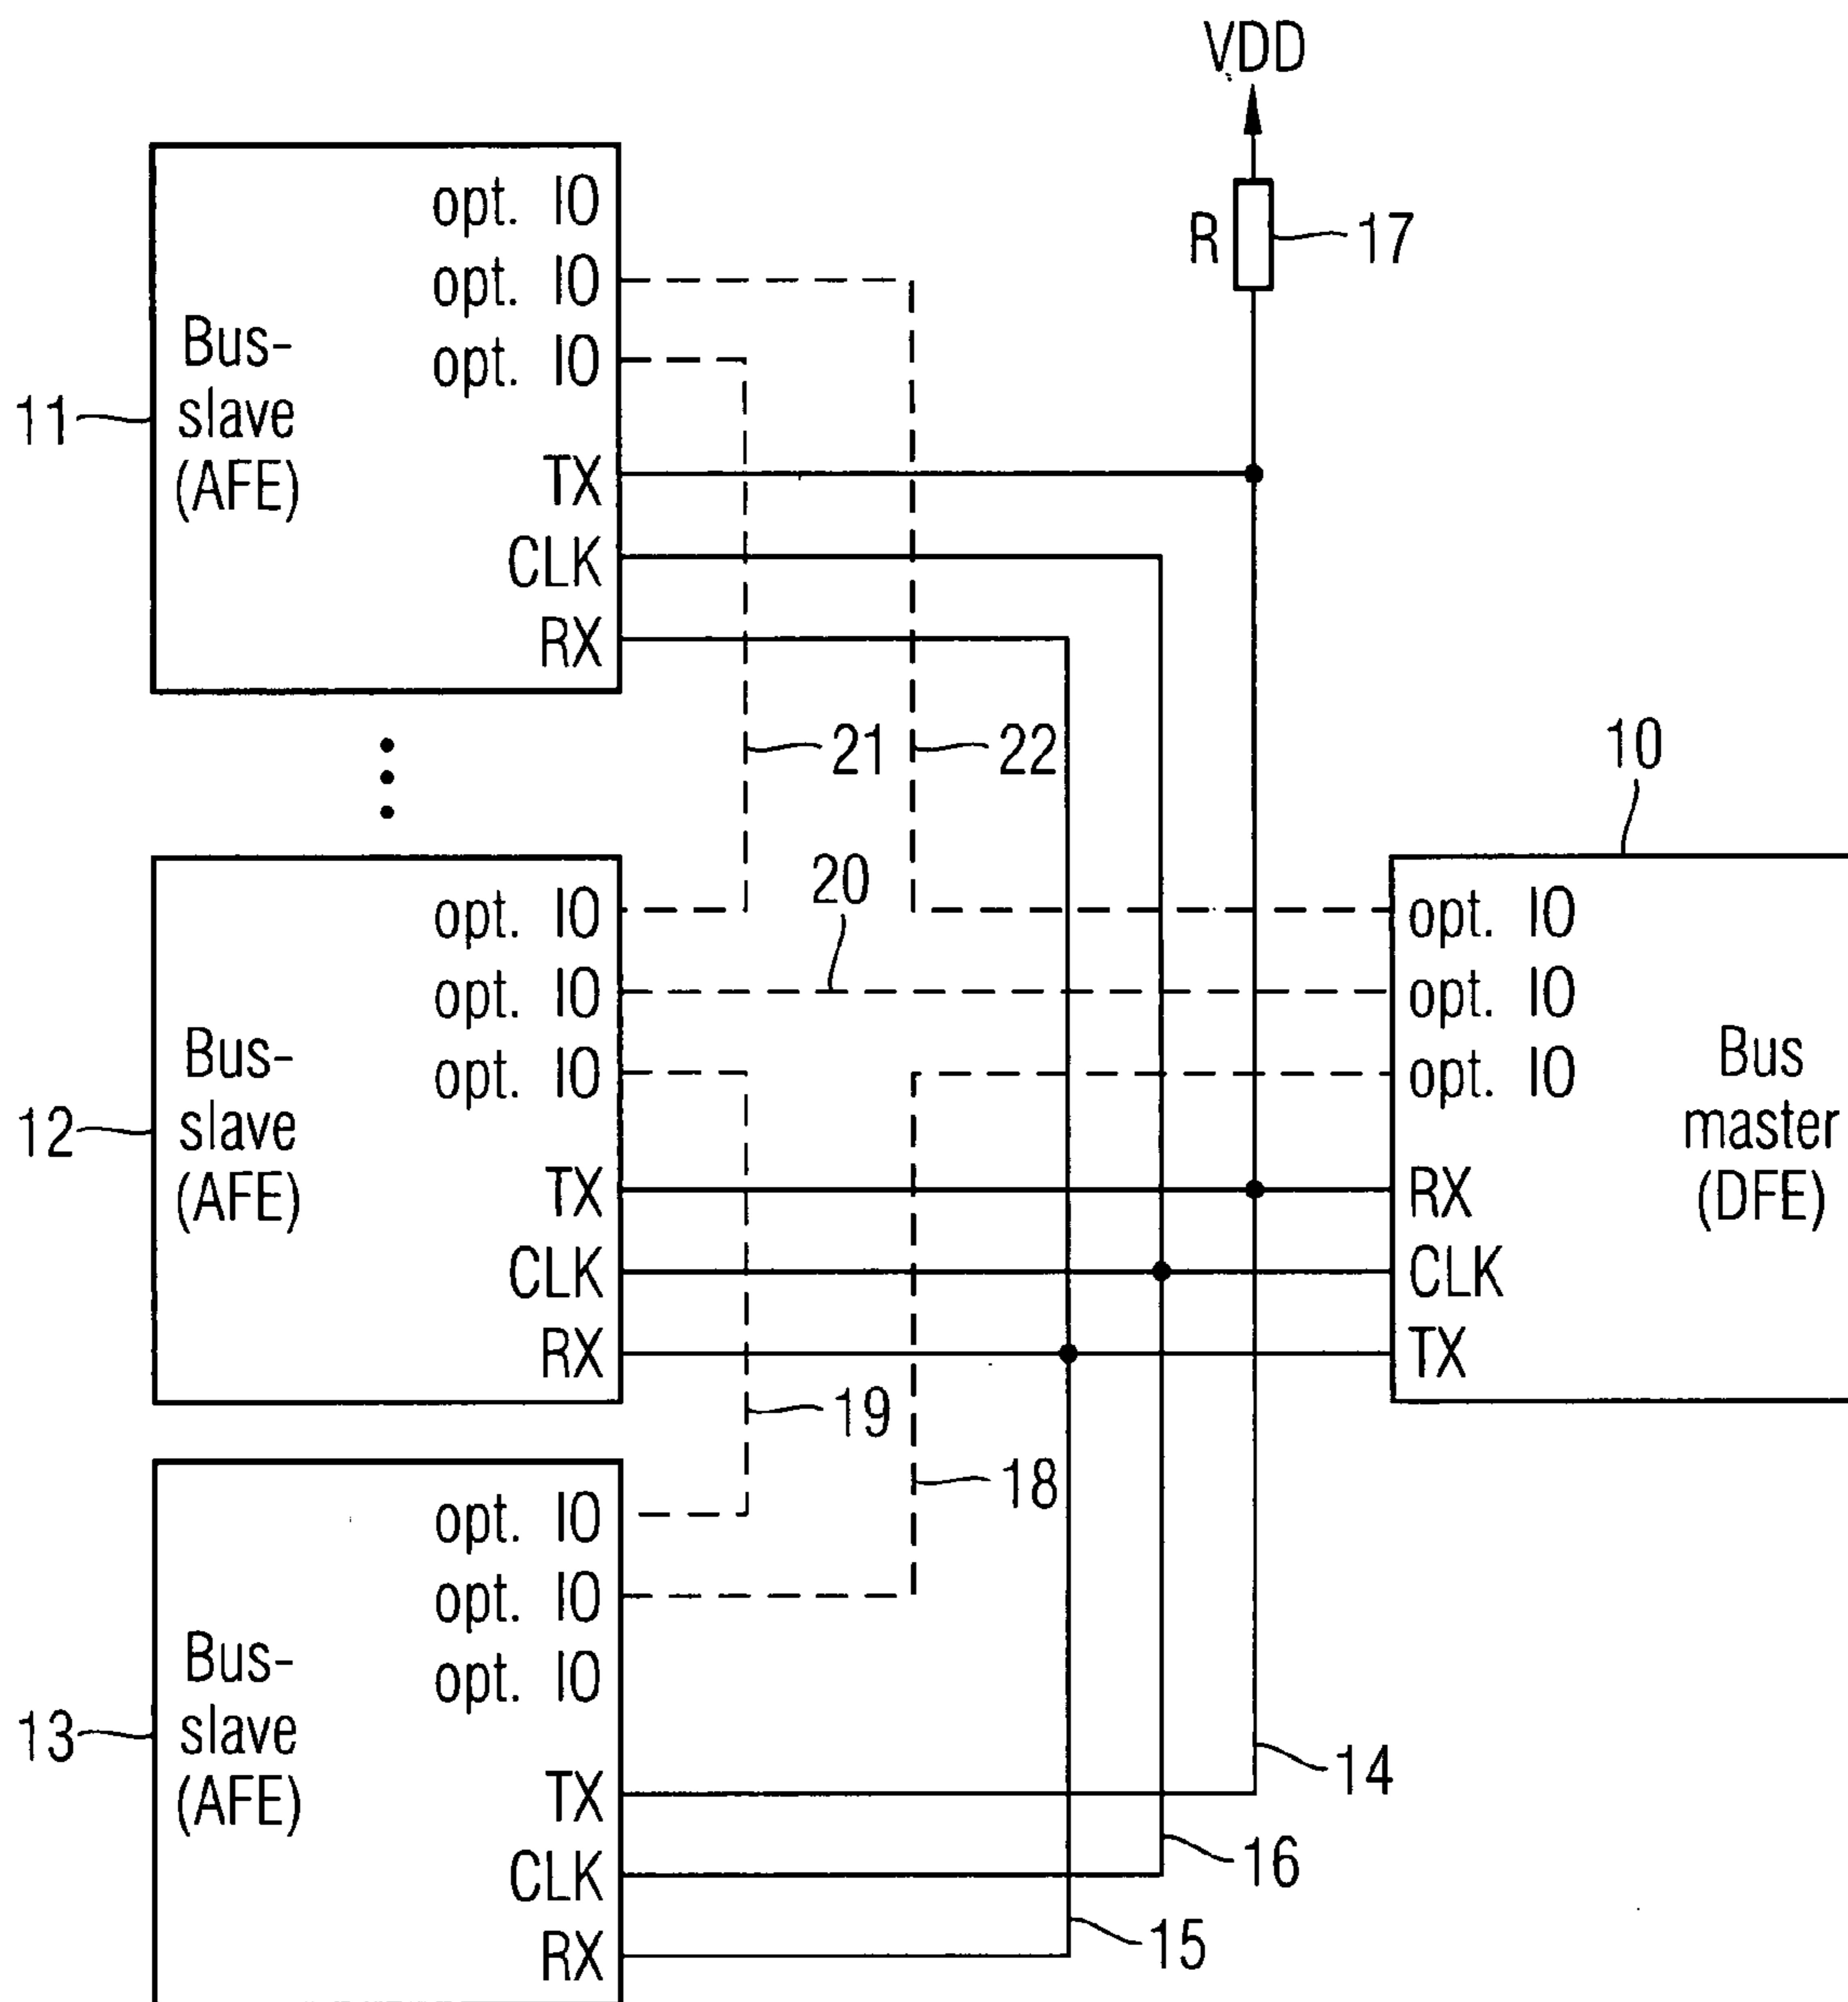 VDD
R
17
opt. IO
opt. IO
opt. IO
Bus-
slave
(AFE)
11
TX
CLK
RX
21
22
10
opt. IO
opt. IO
opt. IO
20
Bus-
slave
(AFE)
12
TX
CLK
RX
opt. IO
opt. IO
opt. IO
Bus
master
(DFE)
RX
CLK
TX
19
18
opt. IO
opt. IO
opt. IO
Bus-
slave
(AFE)
13
TX
CLK
RX
14
16
15